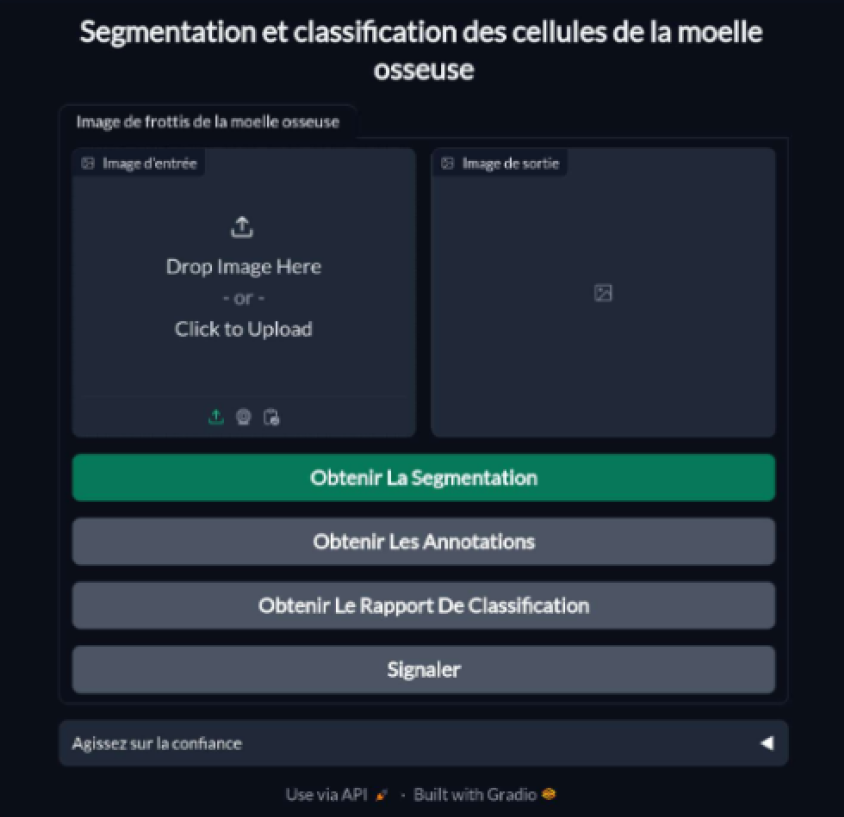 Segmentation et classification des cellules de la moelle
osseuse
Image de frottis de la moelle osseuse
Image d'entrée
Image de sortie
Drop Image Here
- or -
Click to Upload
Obtenir La Segmentation
Obtenir Les Annotations
Obtenir Le Rapport De Classification
Signaler
Agissez sur la confiance
Use via API · Built with Gradio